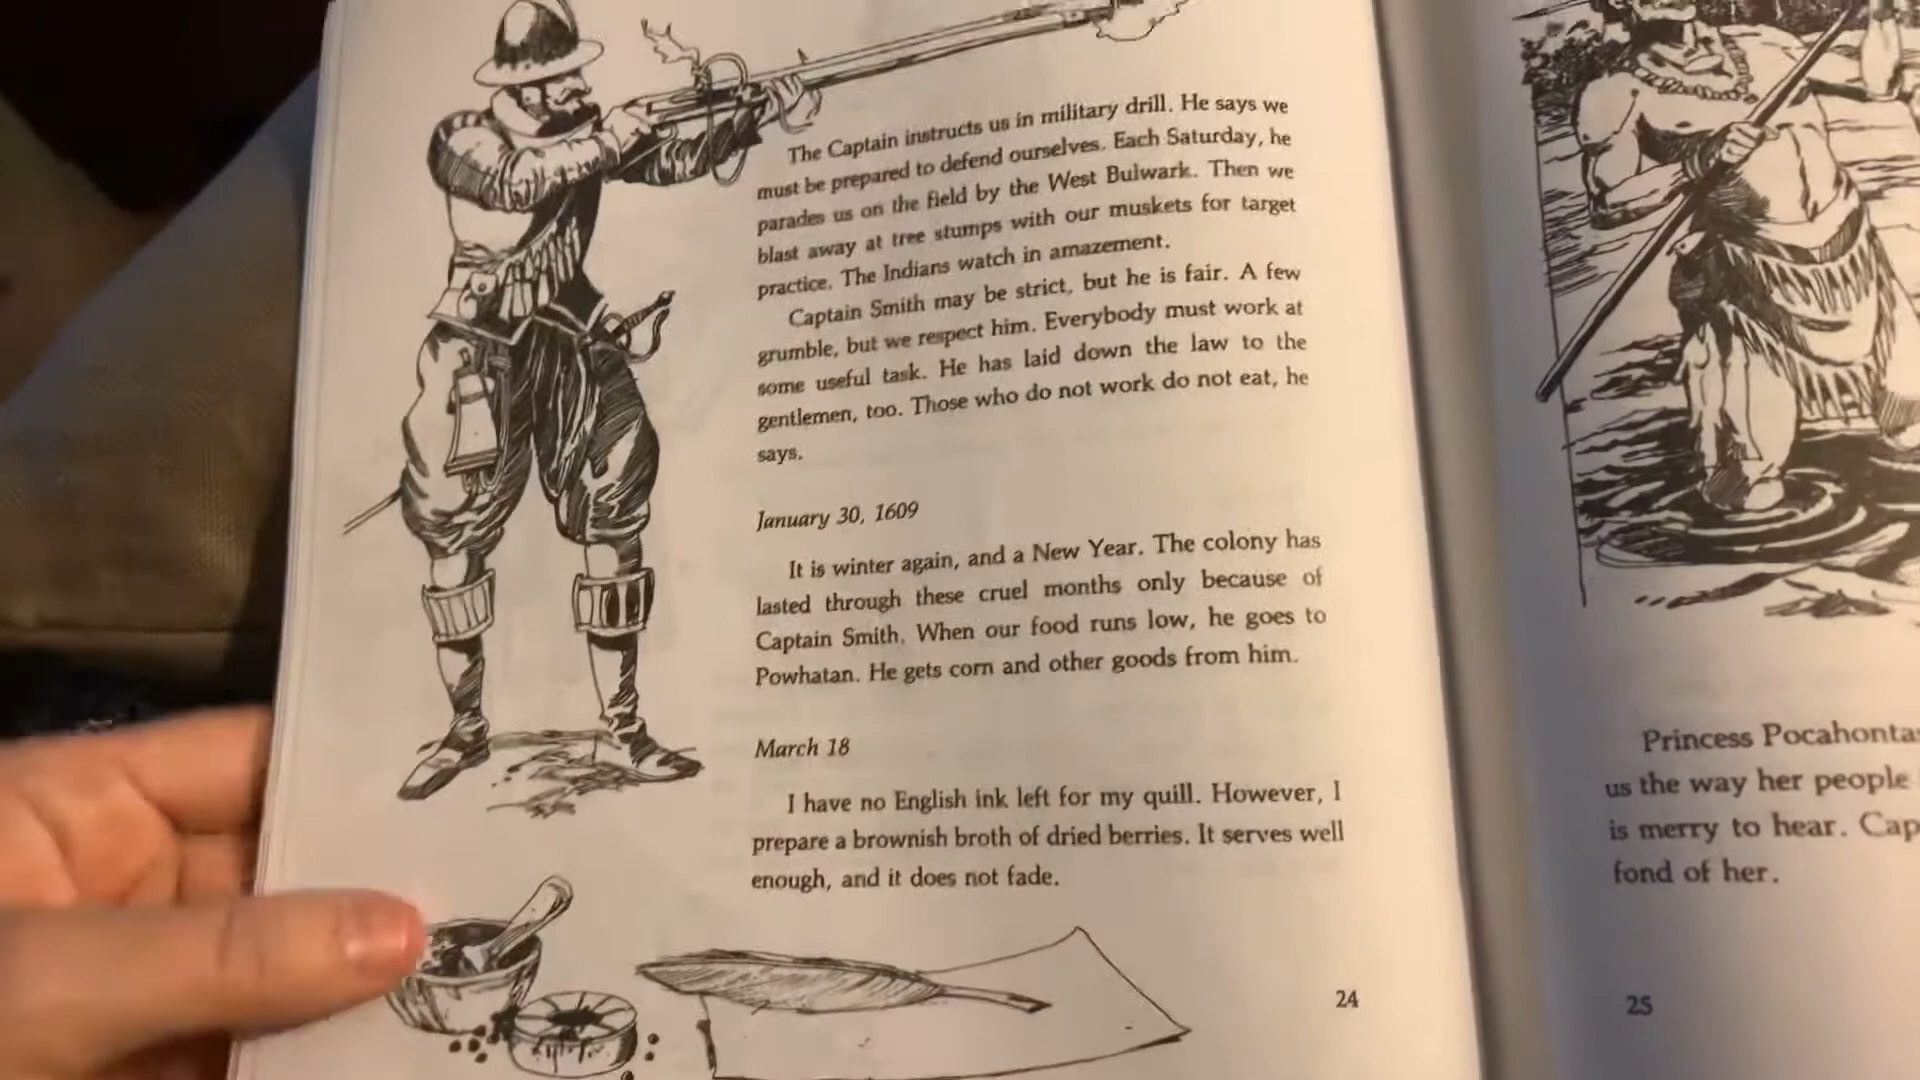 The Captain instructs us in military drill. He says we
must be prepared to defend ourselves. Each Saturday, he
parades us on the field by the West Bulwark. Then we
blast away at tree stumps with our muskets for target
practice. The Indians watch in amazement.
Captain Smith may be strict, but he is fair. A few
grumble, but we respect him. Everybody must work at
some useful task. He has laid down the law to the
gentlemen, too. Those who do not work do not eat, he
says.
January 30, 1609
It is winter again, and a New Year. The colony has
lasted through these cruel months only because of
Captain Smith. When our food runs low, he goes to
Powhatan. He gets corn and other goods from him.
March 18
I have no English ink left for my quill. However, I
prepare a brownish broth of dried berries. It serves well
enough, and it does not fade.
24
Princess Pocahontas
us the way her people
is merry to hear. Cap
fond of her.
25